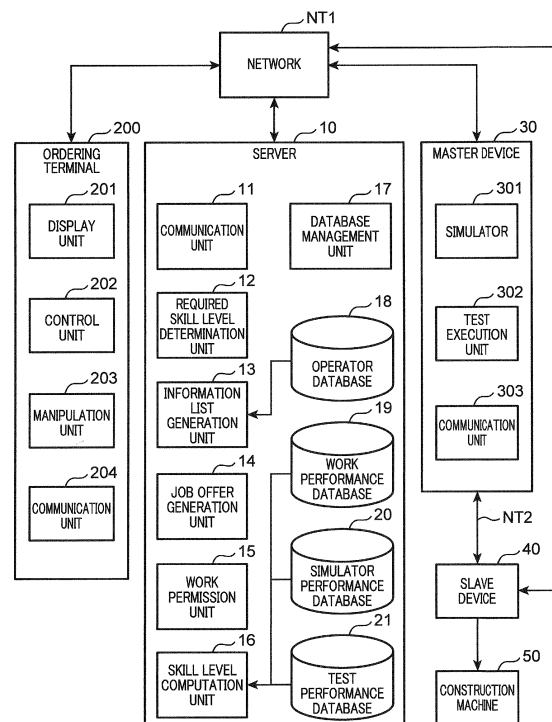 NT1
NETWORK
200
ORDERING
TERMINAL
201
DISPLAY
UNIT
202
CONTROL
UNIT
203
MANIPULATION
UNIT
204
COMMUNICATION
UNIT
10
SERVER
11
COMMUNICATION
UNIT
12
REQUIRED
SKILL LEVEL
DETERMINATION
UNIT
13
INFORMATION
LIST
GENERATION
UNIT
14
JOB OFFER
GENERATION
UNIT
15
WORK
PERMISSION
UNIT
16
SKILL LEVEL
COMPUTATION
UNIT
17
DATABASE
MANAGEMENT
UNIT
18
OPERATOR
DATABASE
19
WORK
PERFORMANCE
DATABASE
20
SIMULATOR
PERFORMANCE
DATABASE
21
TEST
PERFORMANCE
DATABASE
30
MASTER DEVICE
301
SIMULATOR
302
TEST
EXECUTION
UNIT
303
COMMUNICATION
UNIT
NT2
40
SLAVE
DEVICE
50
CONSTRUCTION
MACHINE